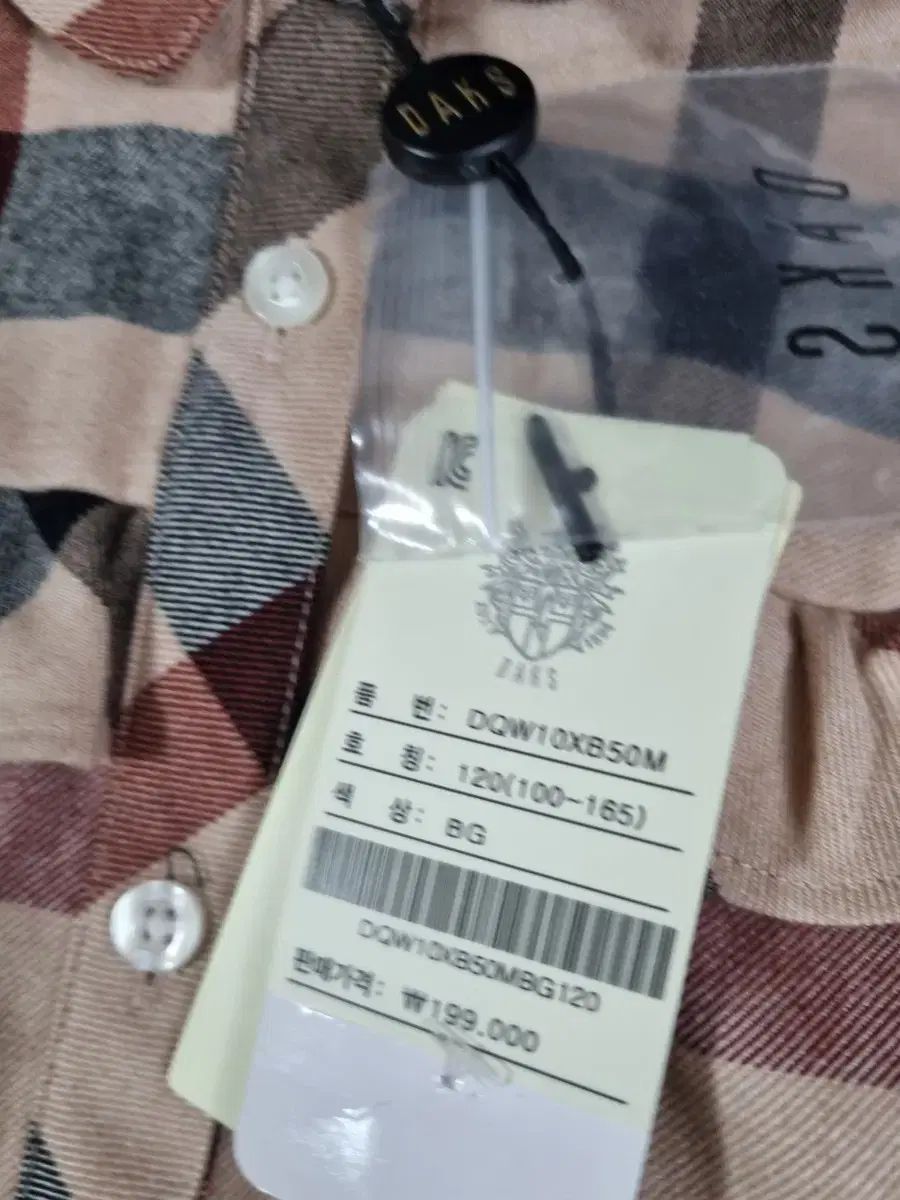 DAKS
DAKS
DAKS
품 번: DQW10XB50M
호 칭: 120(100-165)
색 상: BG
DQW10XB50MBG120
판매가격: ₩199.000